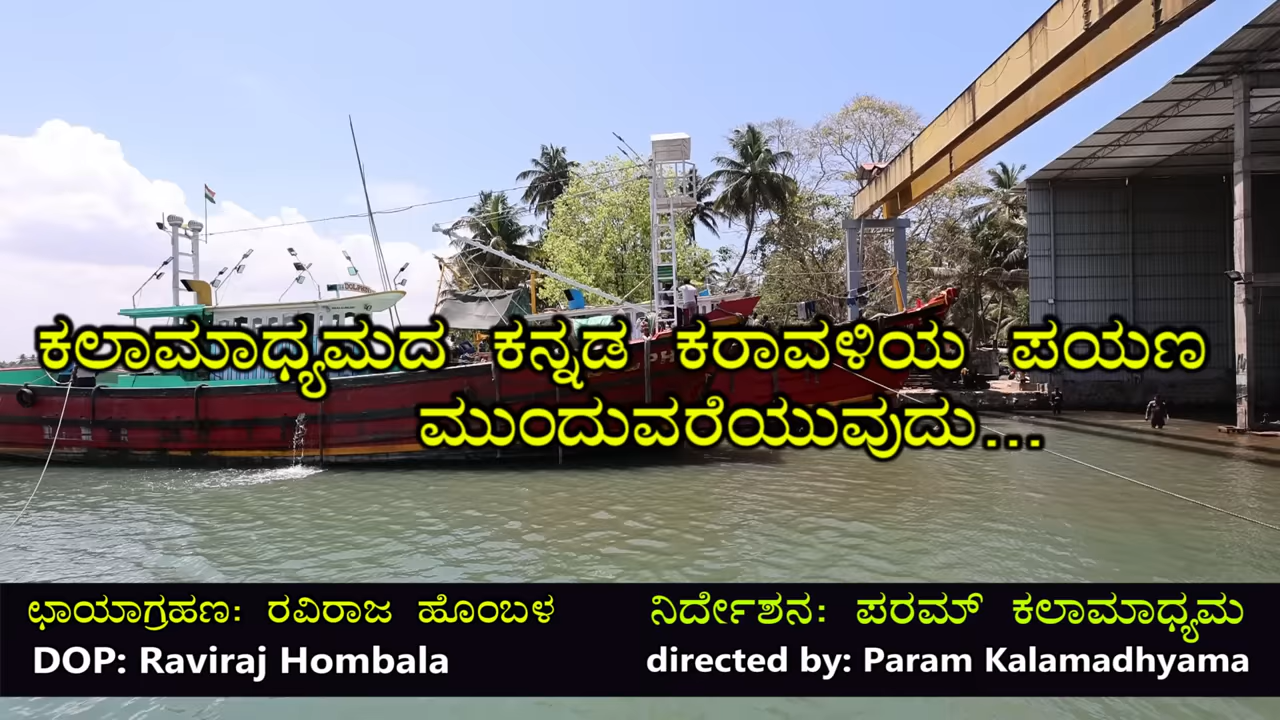 DOLPHIN
ಕಲಾಮಾಧ್ಯಮದ ಕನ್ನಡ ಕರಾವಳಿಯ ಪಯಣ
ಮುಂದುವರೆಯುವುದು...
ಛಾಯಾಗ್ರಹಣ: ರವಿರಾಜ ಹೊಂಬಳ
ನಿರ್ದೇಶನ: ಪರಮ್ ಕಲಾಮಾಧ್ಯಮ
DOP: Raviraj Hombala
directed by: Param Kalamadhyama